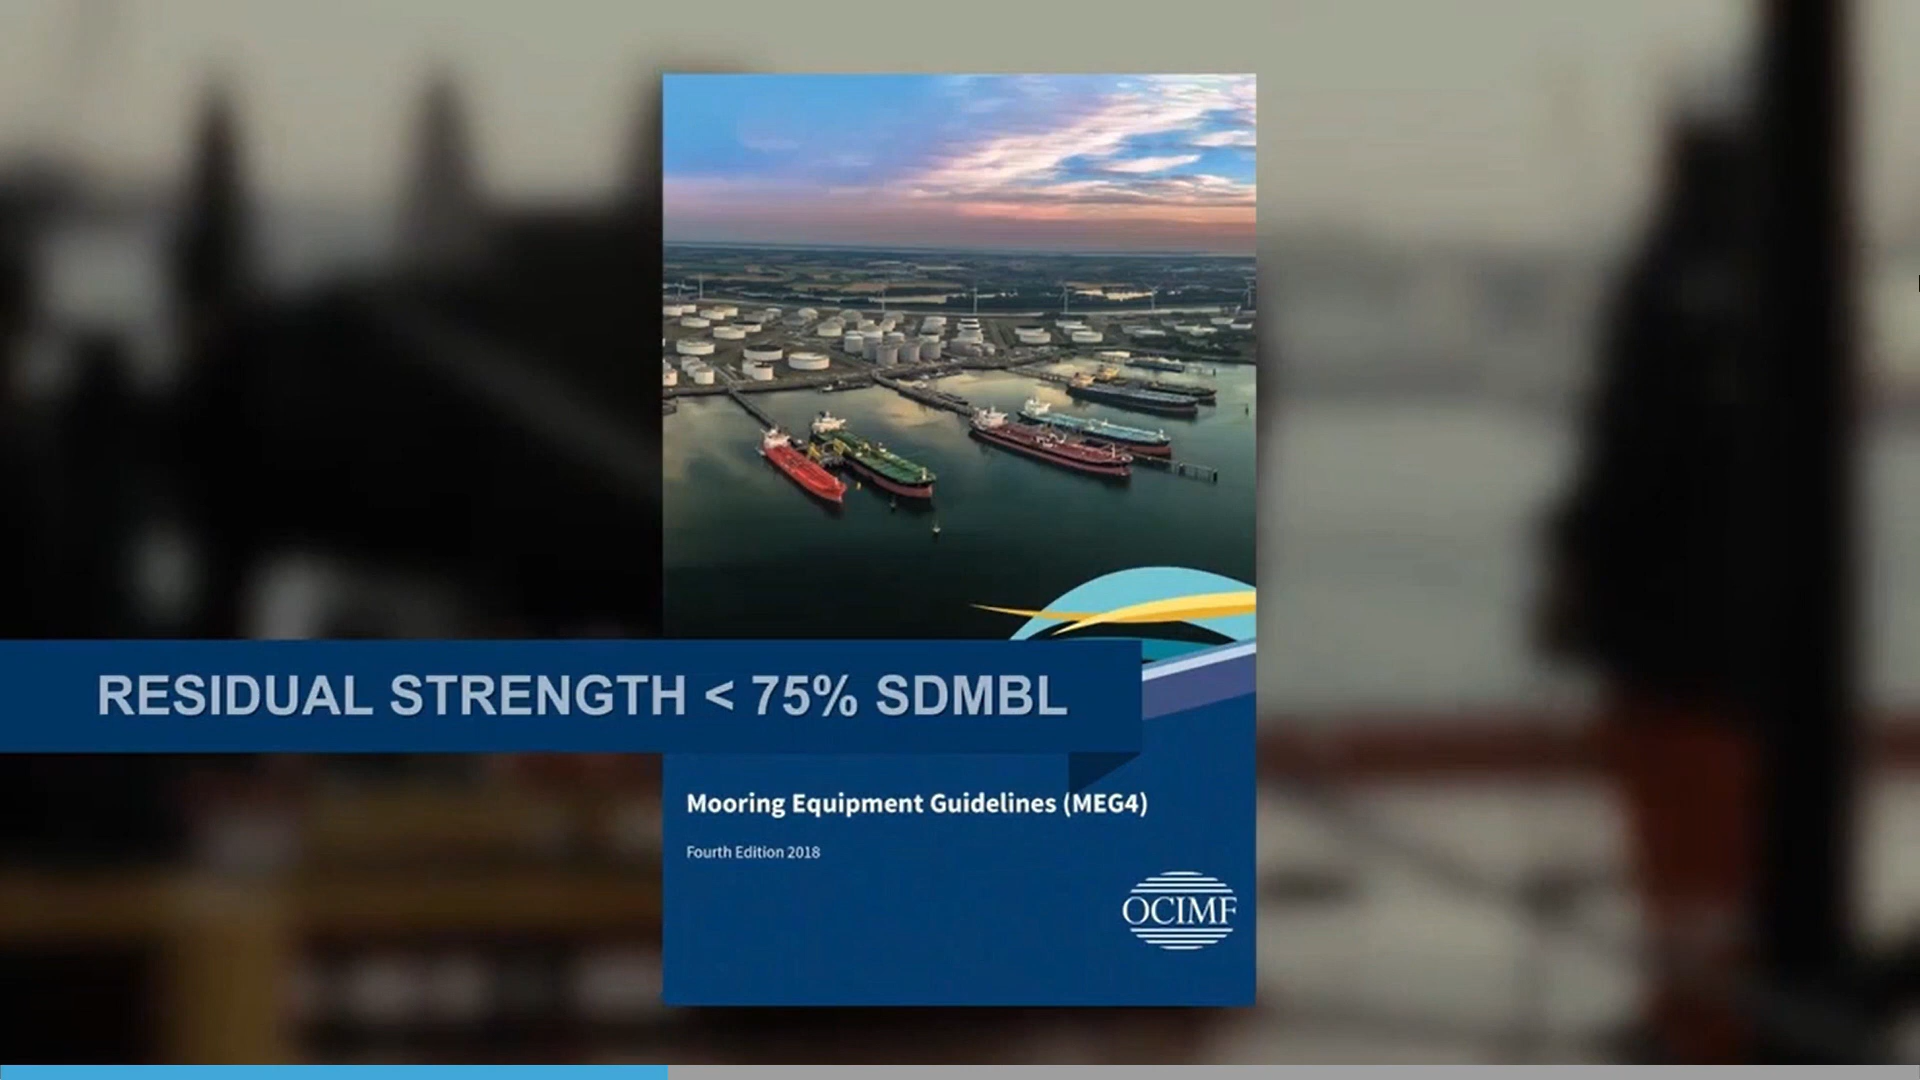 RESIDUAL STRENGTH < 75% SDMBL
Mooring Equipment Guidelines (MEG4)
Fourth Edition 2018
OCIMF